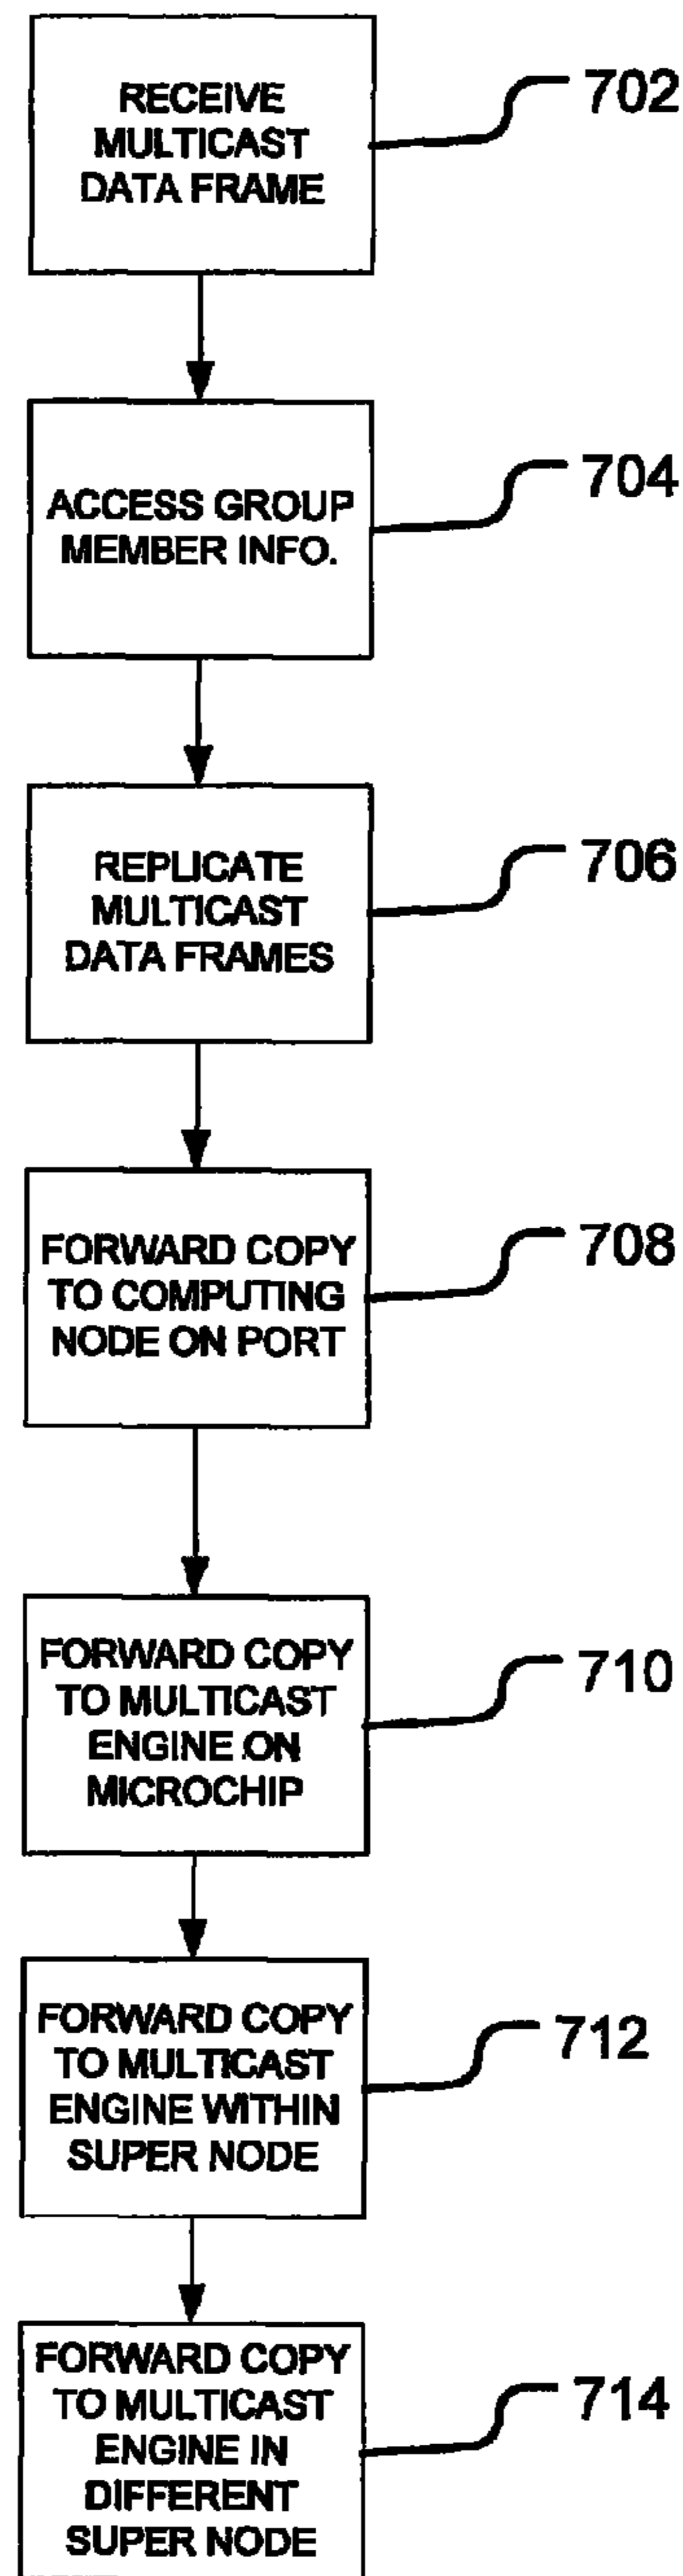 RECEIVE
MULTICAST
DATA FRAME
702
ACCESS GROUP
MEMBER INFO.
704
REPLICATE
MULTICAST
DATA FRAMES
706
FORWARD COPY
TO COMPUTING
NODE ON PORT
708
FORWARD COPY
TO MULTICAST
ENGINE ON
MICROCHIP
710
FORWARD COPY
TO MULTICAST
ENGINE WITHIN
SUPER NODE
712
FORWARD COPY
TO MULTICAST
ENGINE IN
DIFFERENT
SUPER NODE
714